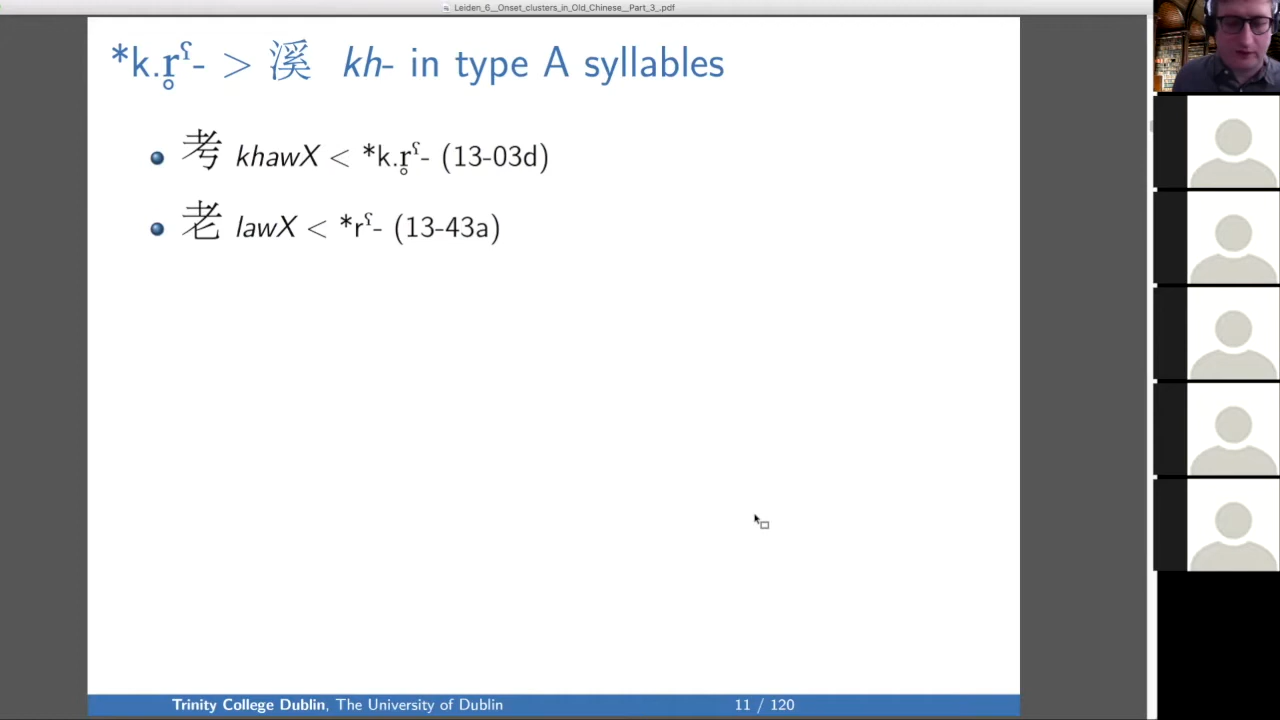 Leiden_6__Onset_clusters_in_Old_Chinese__Part_3_.pdf
*k.r̥ˤ- > 溪 kh- in type A syllables
考 khawX < *k.r̥ˤ- (13-03d)
老 lawX < *rˤ- (13-43a)
Trinity College Dublin, The University of Dublin 11 / 120